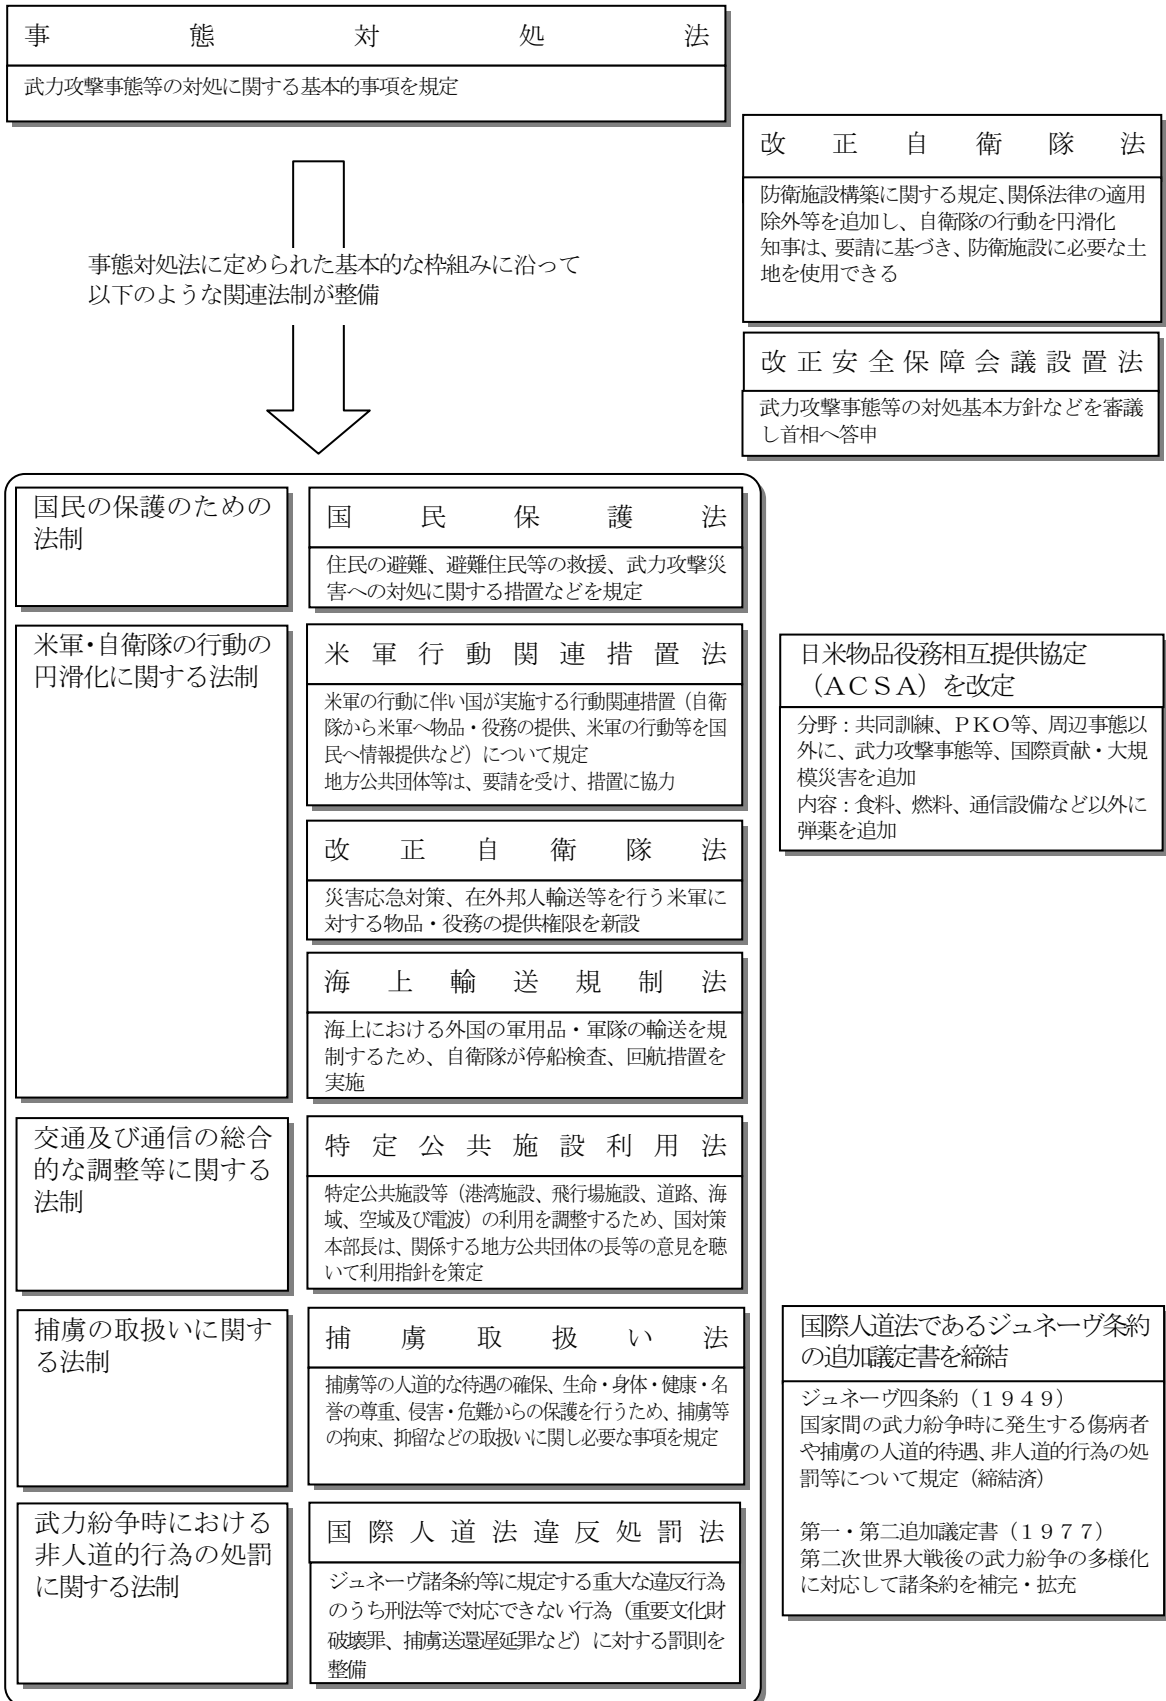 事態対処法
武力攻撃事態等の対処に関する基本的事項を規定
改正自衛隊法
防衛施設構築に関する規定、関係法律の適用
除外等を追加し、自衛隊の行動を円滑化
知事は、要請に基づき、防衛施設に必要な土
地を使用できる
事態対処法に定められた基本的な枠組みに沿って
以下のような関連法制が整備
改正安全保障会議設置法
武力攻撃事態等の対処基本方針などを審議
し首相へ答申
国民の保護のための
法制
国民保護法
住民の避難、避難住民等の救援、武力攻撃災
害への対処に関する措置などを規定
米軍・自衛隊の行動の
円滑化に関する法制
米軍行動関連措置法
米軍の行動に伴い国が実施する行動関連措置（自衛
隊から米軍へ物品・役務の提供、米軍の行動等を国
民へ情報提供など）について規定
地方公共団体等は、要請を受け、措置に協力
日米物品役務相互提供協定
（ＡＣＳＡ）を改定
分野：共同訓練、ＰＫＯ等、周辺事態以
外に、武力攻撃事態等、国際貢献・大規
模災害を追加
内容：食料、燃料、通信設備など以外に
弾薬を追加
改正自衛隊法
災害応急対策、在外邦人輸送等を行う米軍に
対する物品・役務の提供権限を新設
海上輸送規制法
海上における外国の軍用品・軍隊の輸送を規
制するため、自衛隊が停船検査、回航措置を
実施
交通及び通信の総合
的な調整等に関する
法制
特定公共施設利用法
特定公共施設等（港湾施設、飛行場施設、道路、海
域、空域及び電波）の利用を調整するため、国対策
本部長は、関係する地方公共団体の長等の意見を聴
いて利用指針を策定
捕虜の取扱いに関す
る法制
捕虜取扱い法
捕虜等の人道的な待遇の確保、生命・身体・健康・名
誉の尊重、侵害・危難からの保護を行うため、捕虜等
の拘束、抑留などの取扱いに関し必要な事項を規定
国際人道法であるジュネーヴ条約
の追加議定書を締結
ジュネーヴ四条約（１９４９）
国家間の武力紛争時に発生する傷病者
や捕虜の人道的待遇、非人道的行為の処
罰等について規定（締結済）
第一・第二追加議定書（１９７７）
第二次世界大戦後の武力紛争の多様化
に対応して諸条約を補完・拡充
武力紛争時における
非人道的行為の処罰
に関する法制
国際人道法違反処罰法
ジュネーヴ諸条約等に規定する重大な違反行為
のうち刑法等で対応できない行為（重要文化財
破壊罪、捕虜送還遅延罪など）に対する罰則を
整備